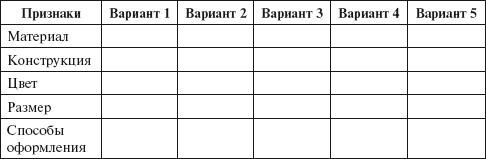 Признаки Вариант 1 Вариант 2 Вариант 3 Вариант 4 Вариант 5
Материал
Конструкция
Цвет
Размер
Способы
оформления